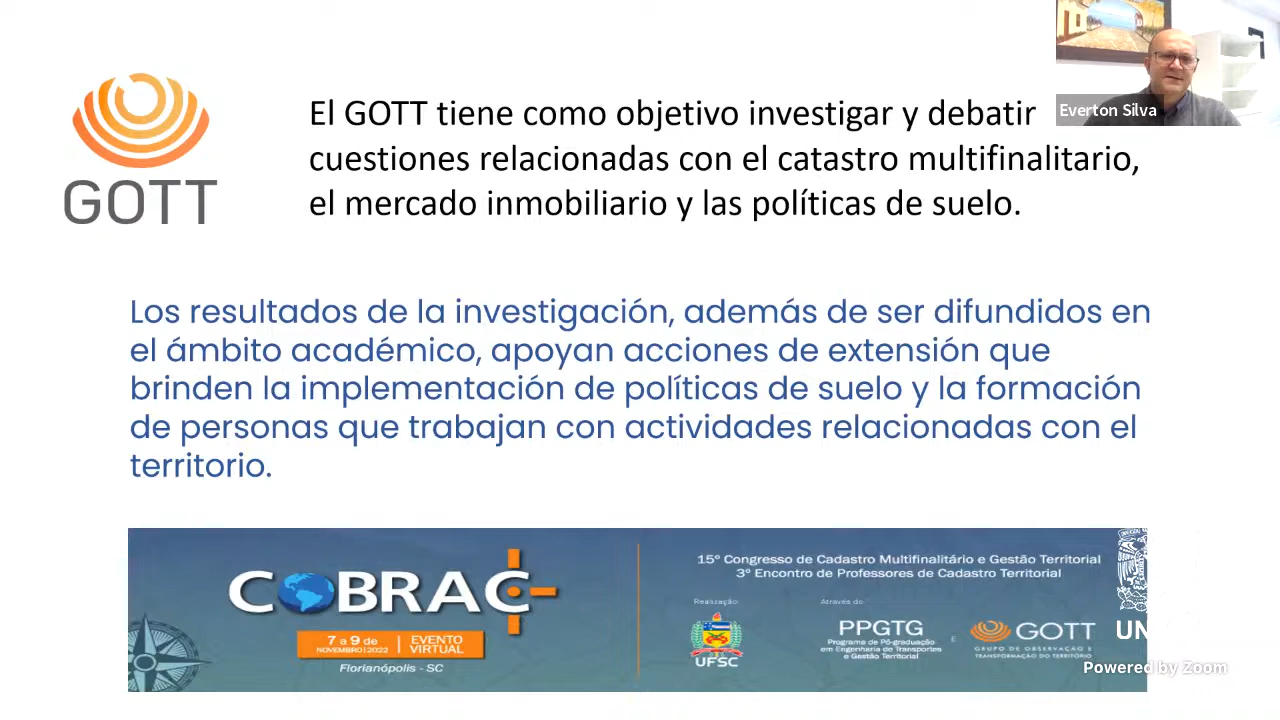 Everton Silva
GOTT
El GOTT tiene como objetivo investigar y debatir
cuestiones relacionadas con el catastro multifinalitario,
el mercado inmobiliario y las políticas de suelo.
Los resultados de la investigación, además de ser difundidos en
el ámbito académico, apoyan acciones de extensión que
brinden la implementación de políticas de suelo y la formación
de personas que trabajan con actividades relacionadas con el
territorio.
COBRAC
7 a 9 de
NOVEMBRO|2022
EVENTO
VIRTUAL
Florianópolis - SC
15º Congresso de Cadastro Multifinalitário e Gestão Territorial
3º Encontro de Professores de Cadastro Territorial
Realização:
UFSC
Através do:
PPGTG
Programa de Pó-graduação
em Engenharia de Transportes
e Gestão Territorial
E
GOTT
GRUPO DE OBSERVAÇÃO E
TRANSFORMAÇÃO DO TERRITÓRIO
Powered by Zoom